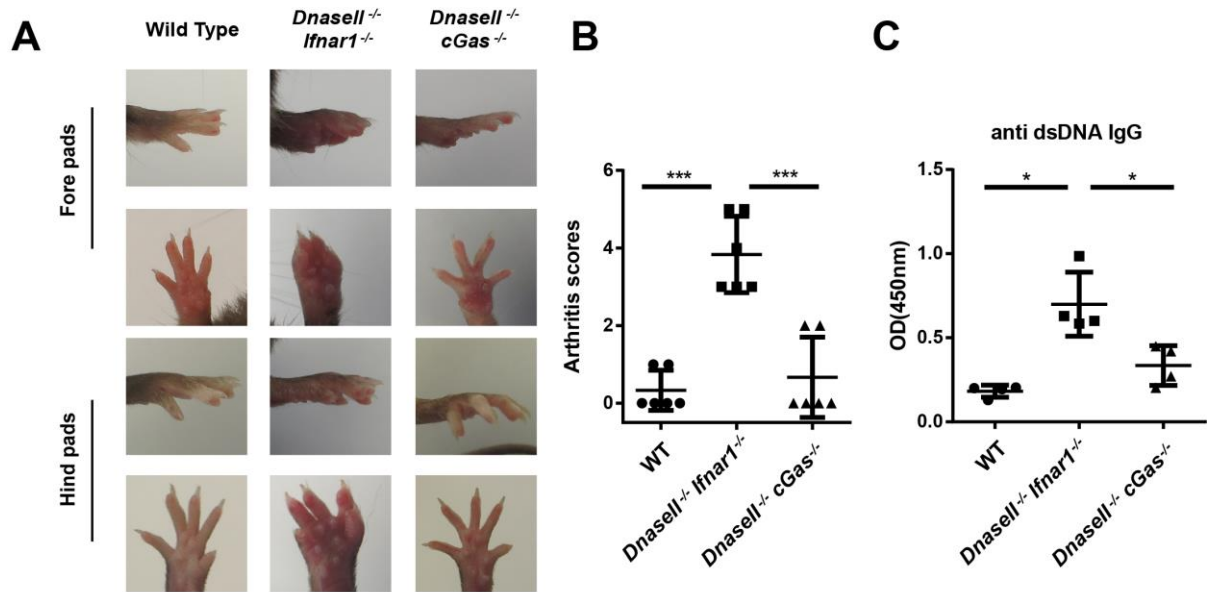 A
Wild Type
DnaseII -/-
Ifnar1 -/-
DnaseII -/-
cGas -/-
Fore pads
Hind pads
B
Arthritis scores
6
4
2
0
***
***
WT
DnaseII-/- Ifnar1-/-
DnaseII-/- cGas-/-
C
anti dsDNA IgG
OD(450nm)
1.5
1.0
0.5
0.0
*
*
WT
DnaseII-/- Ifnar1-/-
DnaseII-/- cGas-/-